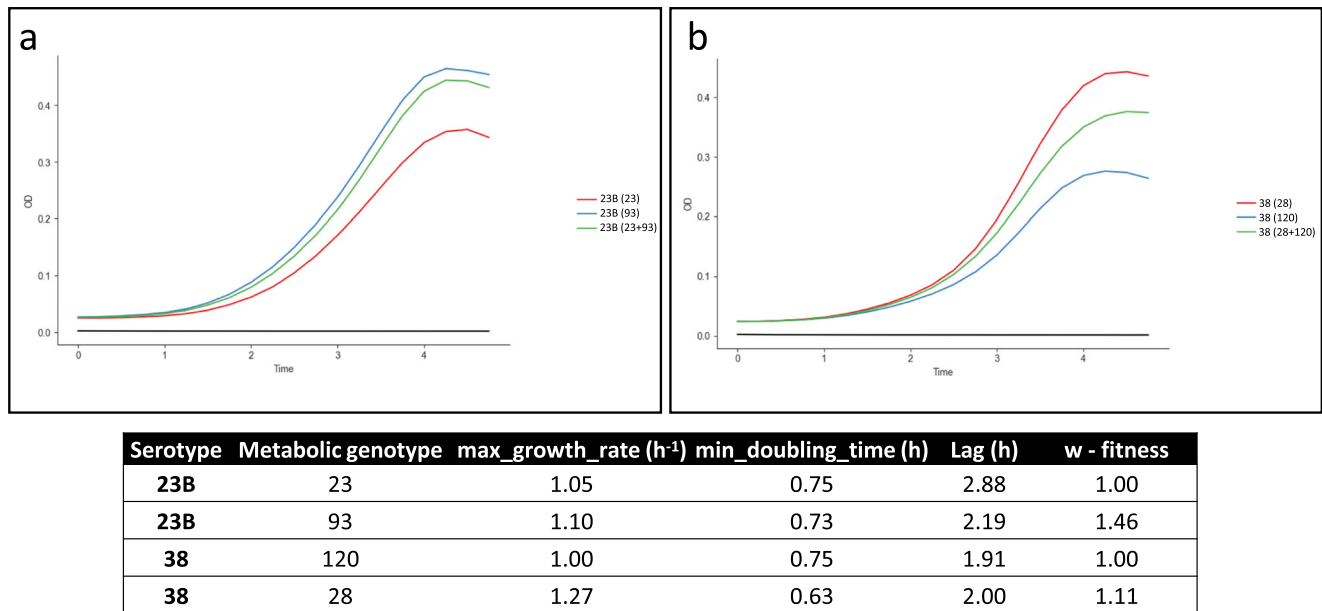 a
0.4
0.3
0.2
0.1
0.0
OD
0 1 2 3 4
Time
23B (23)
23B (93)
23B (23+93)
b
0.4
0.3
0.2
0.1
0.0
OD
0 1 2 3 4
Time
38 (28)
38 (120)
38 (28+120)
Serotype Metabolic genotype max_growth_rate (h-1) min_doubling_time (h) Lag (h) w - fitness
23B 23 1.05 0.75 2.88 1.00
23B 93 1.10 0.73 2.19 1.46
38 120 1.00 0.75 1.91 1.00
38 28 1.27 0.63 2.00 1.11